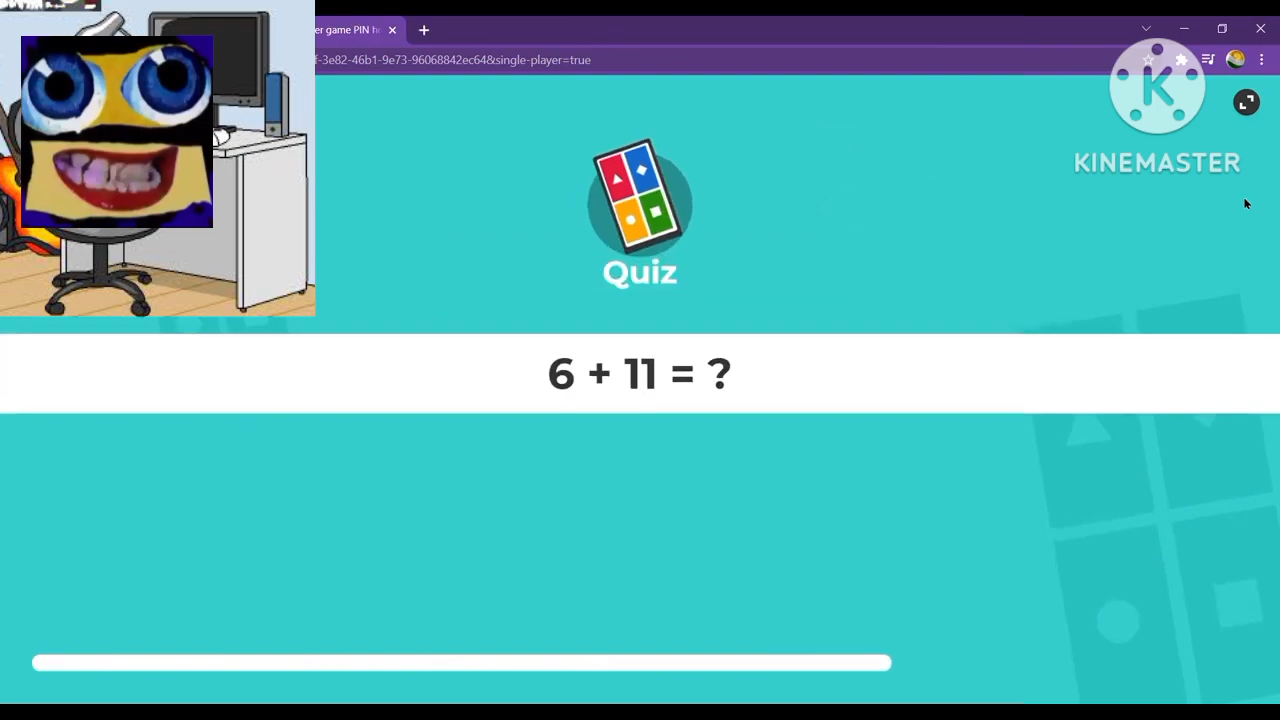 er game PIN h
f-3e82-46b1-9e73-96068842ec64&single-player=true
K
KINEMASTER
Quiz
6 + 11 = ?